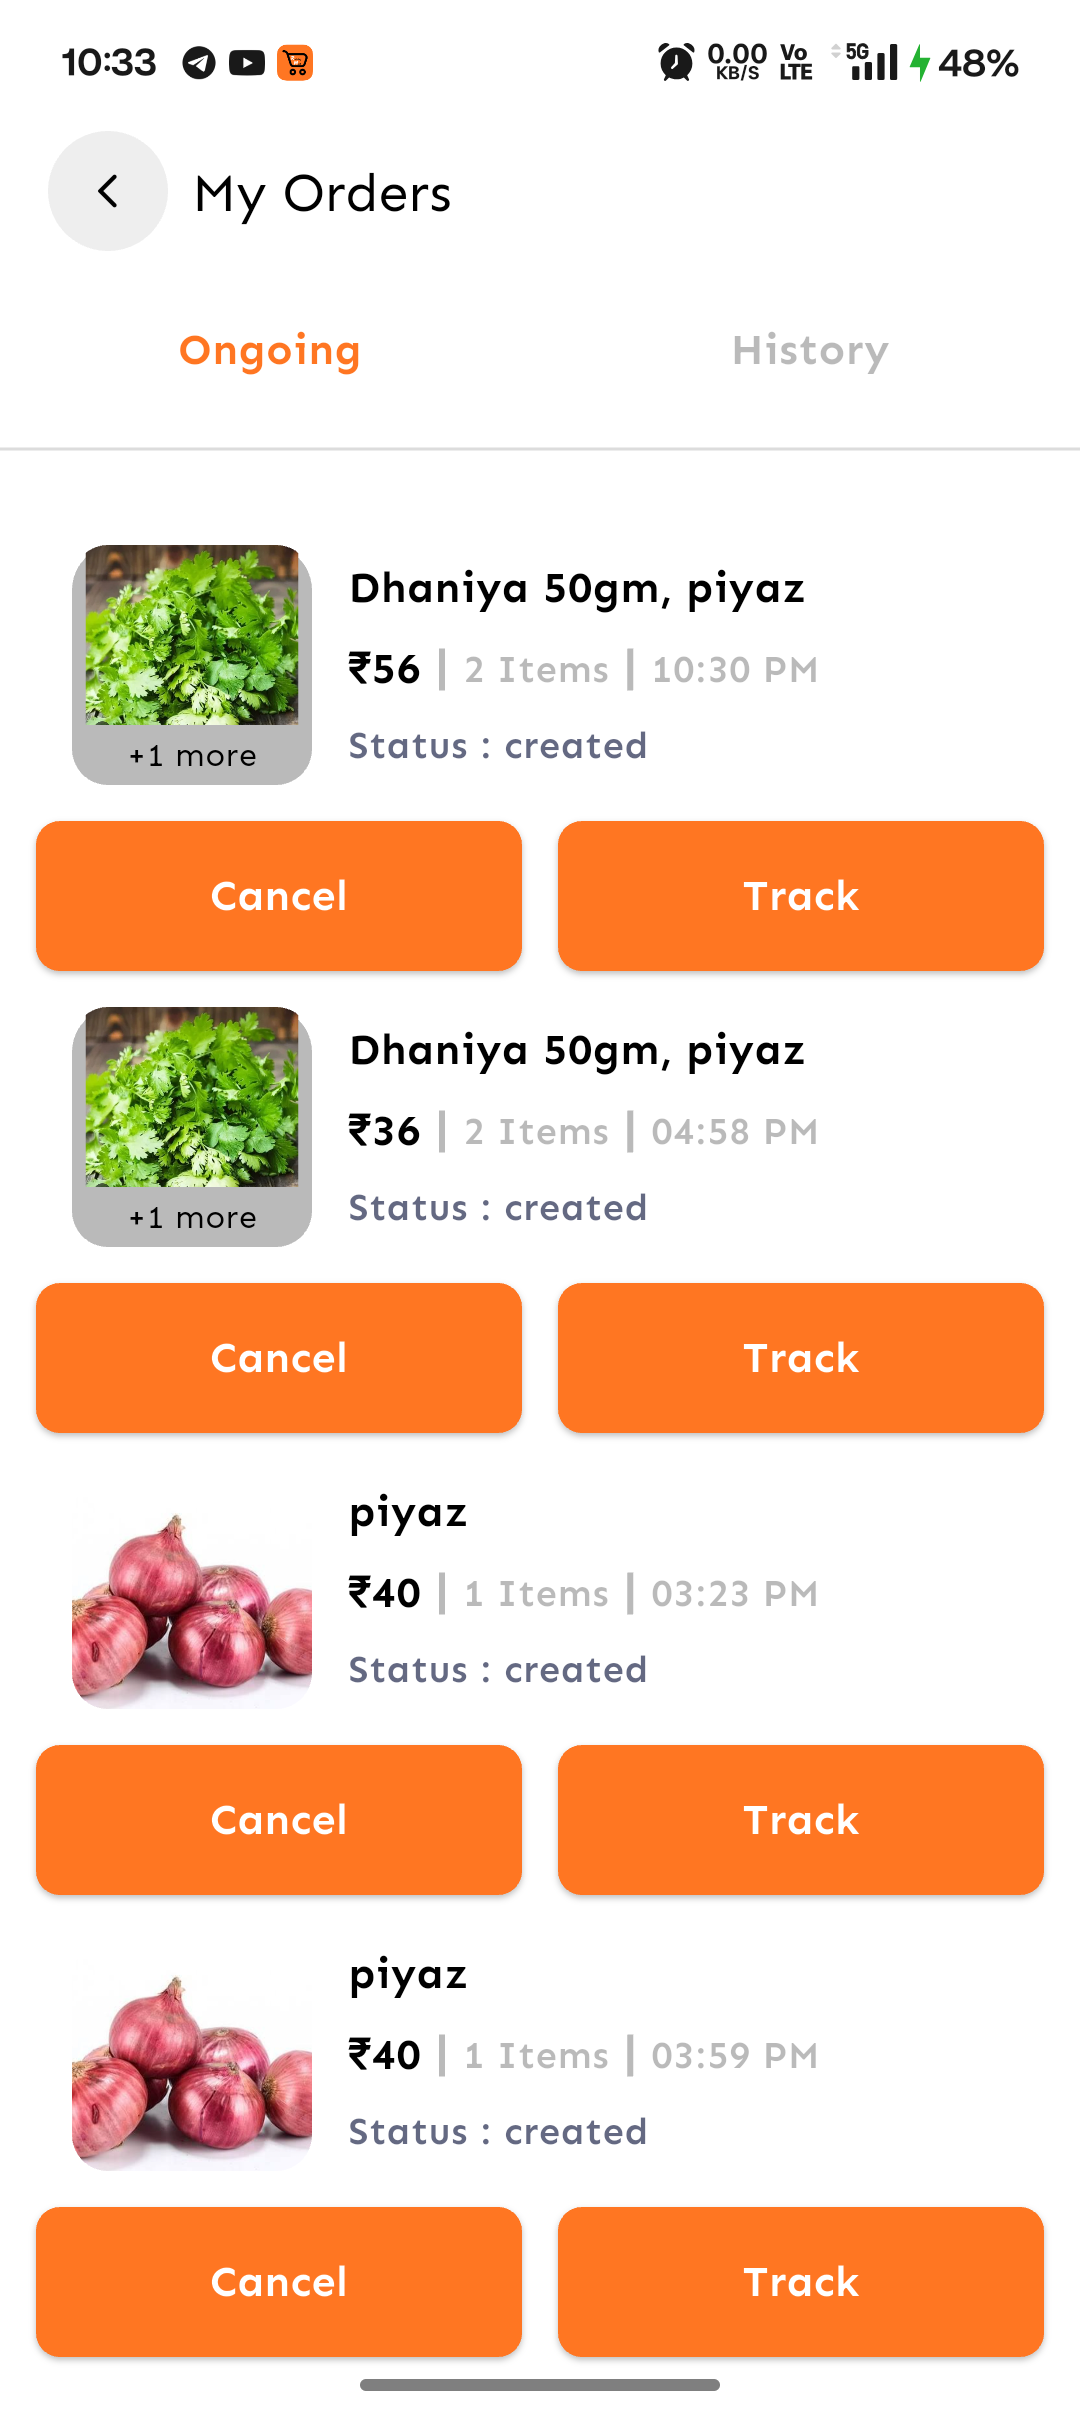 10:33 0.00 KB/S Vo LTE 5G 48%
My Orders
Ongoing History
Dhaniya 50gm, piyaz
₹56 | 2 Items | 10:30 PM
Status : created
+1 more
Cancel Track
Dhaniya 50gm, piyaz
₹36 | 2 Items | 04:58 PM
Status : created
+1 more
Cancel Track
piyaz
₹40 | 1 Items | 03:23 PM
Status : created
Cancel Track
piyaz
₹40 | 1 Items | 03:59 PM
Status : created
Cancel Track